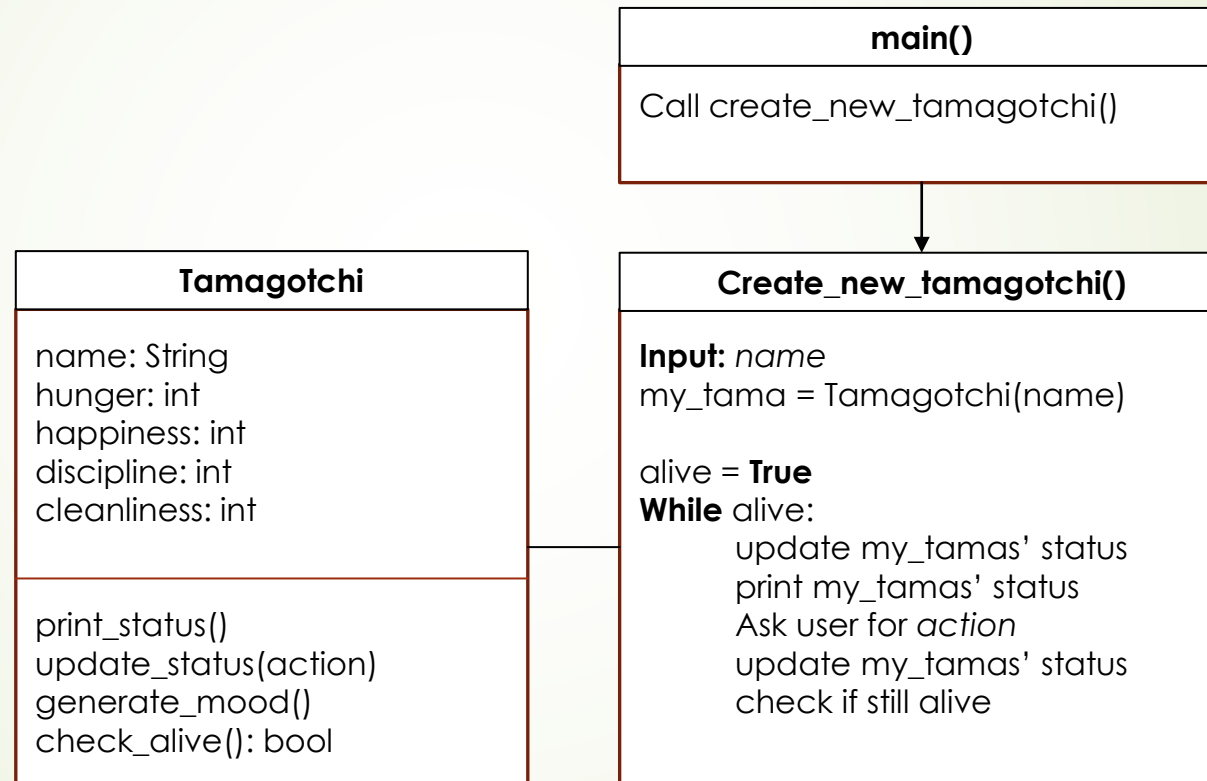 main()
Call create_new_tamagotchi()
Tamagotchi
name: String
hunger: int
happiness: int
discipline: int
cleanliness: int
print_status()
update_status(action)
generate_mood()
check_alive(): bool
Create_new_tamagotchi()
Input: name
my_tama = Tamagotchi(name)
alive = True
While alive:
update my_tamas’ status
print my_tamas’ status
Ask user for action
update my_tamas’ status
check if still alive